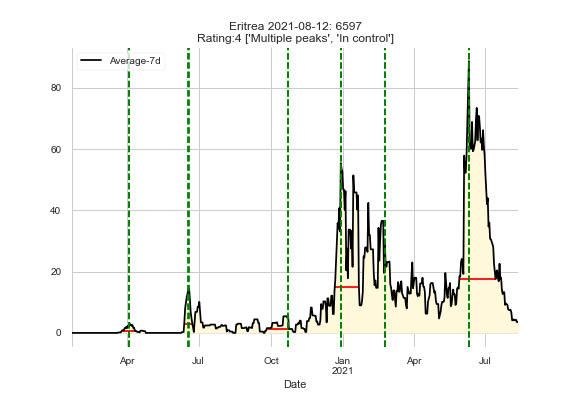 Eritrea 2021-08-12: 6597
Rating:4 ['Multiple peaks', 'In control']
Average-7d
80
60
40
20
0
Apr Jul Oct Jan Apr Jul
2021
Date